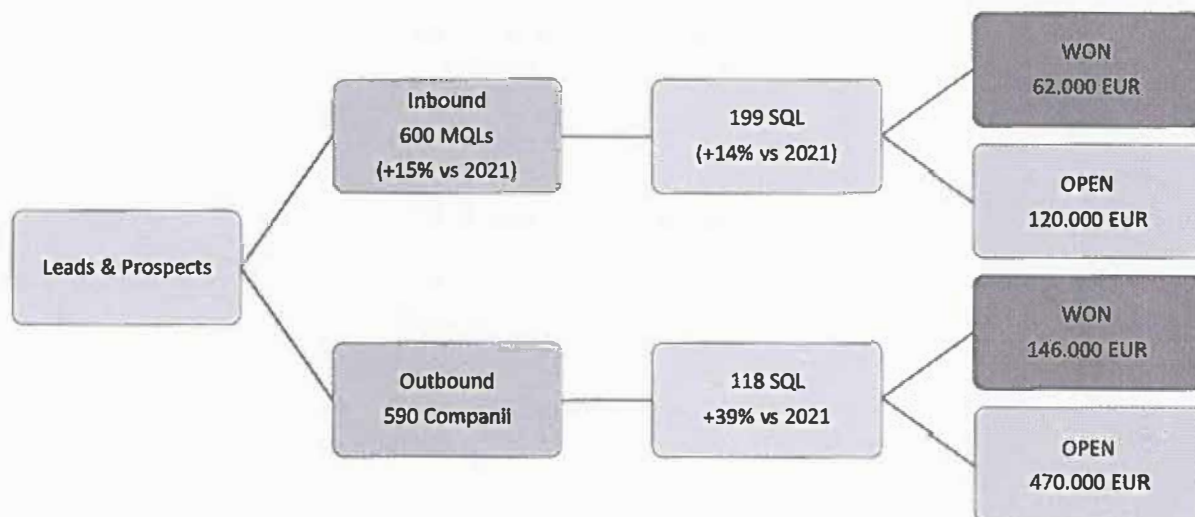 Leads & Prospects
Inbound
600 MQLs
(+15% vs 2021)
199 SQL
(+14% vs 2021)
WON
62.000 EUR
OPEN
120.000 EUR
Outbound
590 Companii
118 SQL
+39% vs 2021
WON
146.000 EUR
OPEN
470.000 EUR